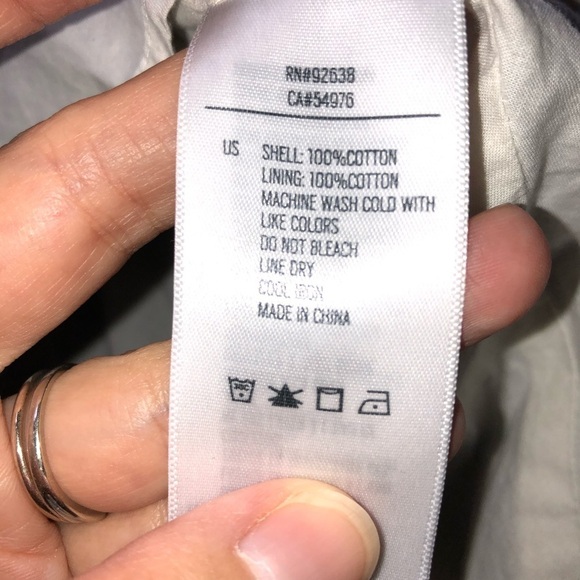 RN#92638
CA#54976
US SHELL: 100%COTTON
LINING: 100%COTTON
MACHINE WASH COLD WITH
LIKE COLORS
DO NOT BLEACH
LINE DRY
COOL IRON
MADE IN CHINA
30C